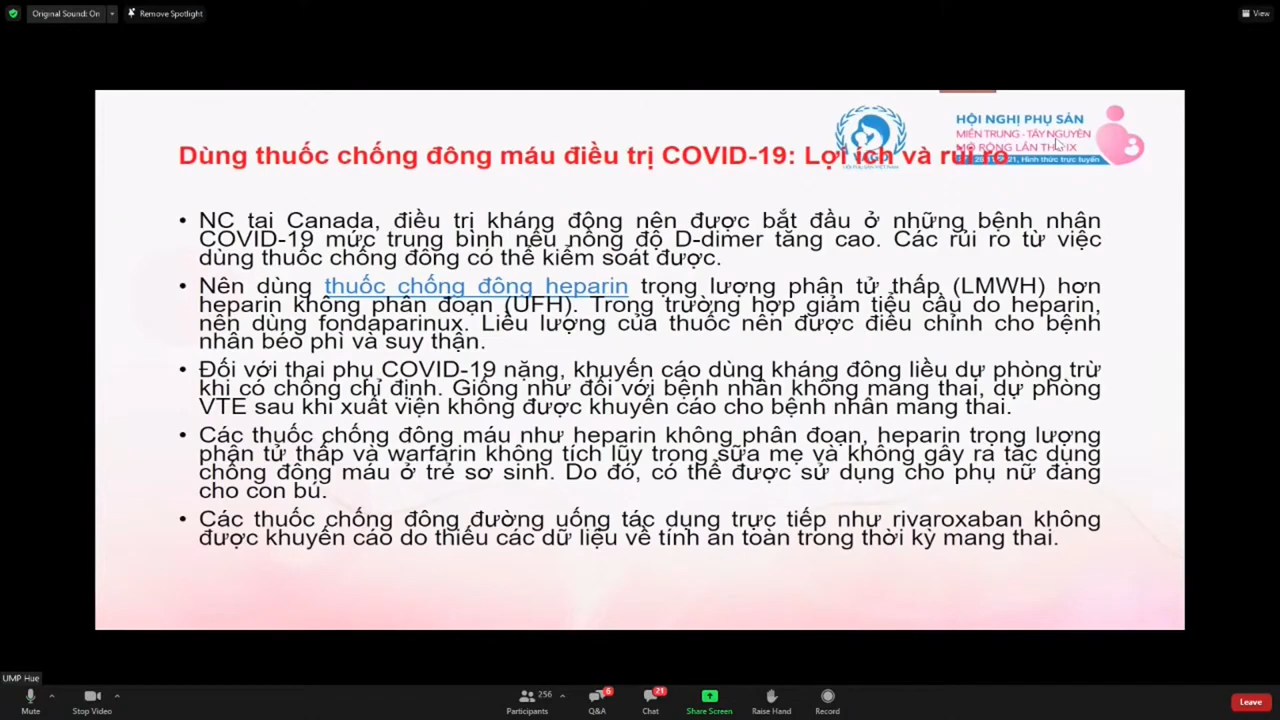 Original Sound: On
Remove Spotlight
View
HỘI NGHỊ PHỤ SẢN
MIỀN TRUNG - TÂY NGUYÊN
MỞ RỘNG LẦN THỨ IX
Hình thức trực tuyến
Dùng thuốc chống đông máu điều trị COVID-19: Lợi ích và rủi ro
• NC tại Canada, điều trị kháng động nên được bắt đầu ở những bệnh nhân
COVID-19 mức trung bình nếu nồng độ D-dimer tăng cao. Các rủi ro từ việc
dùng thuốc chống đông có thể kiểm soát được.
• Nên dùng thuốc chống đông heparin trọng lượng phân tử thấp (LMWH) hơn
heparin không phân đoạn (UFH). Trong trường hợp giảm tiểu cầu do heparin,
nên dùng fondaparinux. Liều lượng của thuốc nên được điều chỉnh cho bệnh
nhân béo phì và suy thận.
• Đối với thai phụ COVID-19 nặng, khuyến cáo dùng kháng đông liều dự phòng trừ
khi có chống chỉ định. Giống như đối với bệnh nhân không mang thai, dự phòng
VTE sau khi xuất viện không được khuyến cáo cho bệnh nhân mang thai.
• Các thuốc chống đông máu như heparin không phân đoạn, heparin trọng lượng
phân tử thấp và warfarin không tích lũy trong sữa mẹ và không gây ra tác dụng
chống đông máu ở trẻ sơ sinh. Do đó, có thể được sử dụng cho phụ nữ đang
cho con bú.
• Các thuốc chống đông đường uống tác dụng trực tiếp như rivaroxaban không
được khuyến cáo do thiếu các dữ liệu về tính an toàn trong thời kỳ mang thai.
UMP Hue
Mute
Stop Video
256
Participants
6
Q&A
21
Chat
Share Screen
Raise Hand
Record
Leave